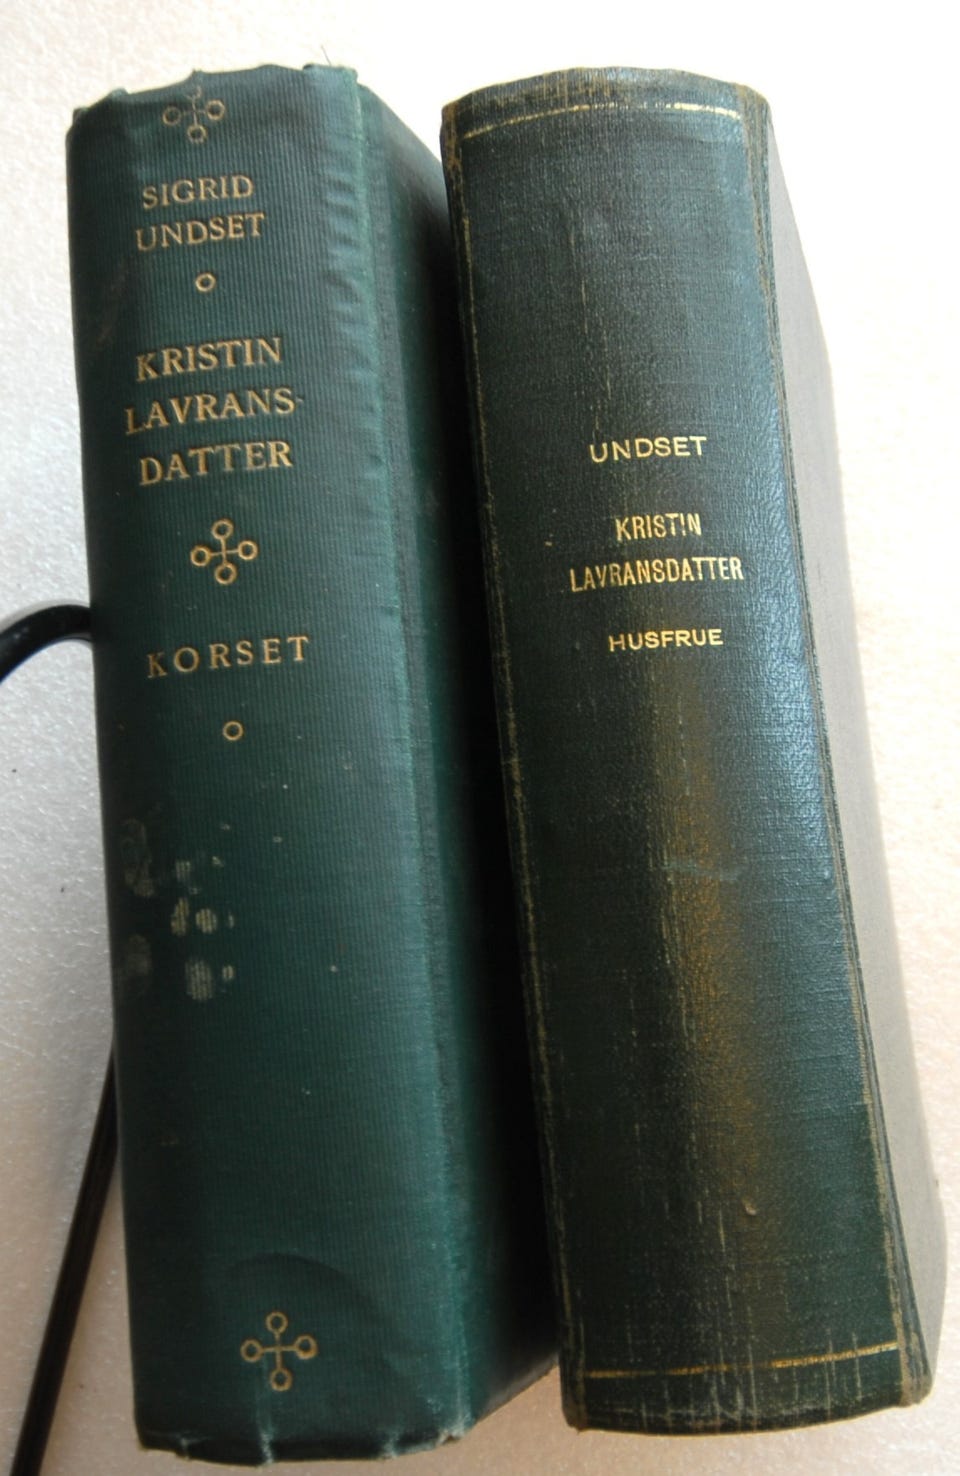 SIGRID
UNDSET
KRISTIN
LAVRANS-
DATTER
KORSET
UNDSET
KRISTIN
LAVRANSDATTER
HUSFRUE